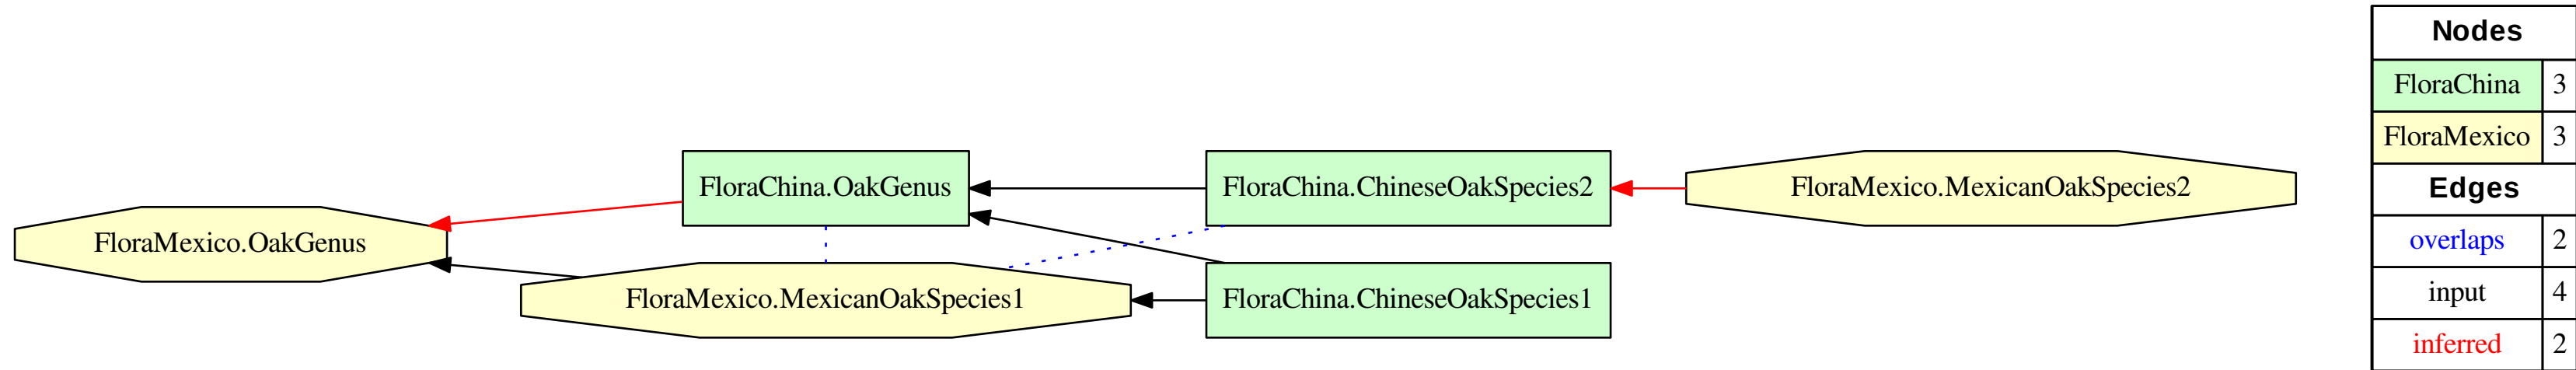 FloraMexico.OakGenus
FloraChina.OakGenus
FloraMexico.MexicanOakSpecies1
FloraChina.ChineseOakSpecies2
FloraChina.ChineseOakSpecies1
FloraMexico.MexicanOakSpecies2
Nodes
FloraChina 3
FloraMexico 3
Edges
overlaps 2
input 4
inferred 2